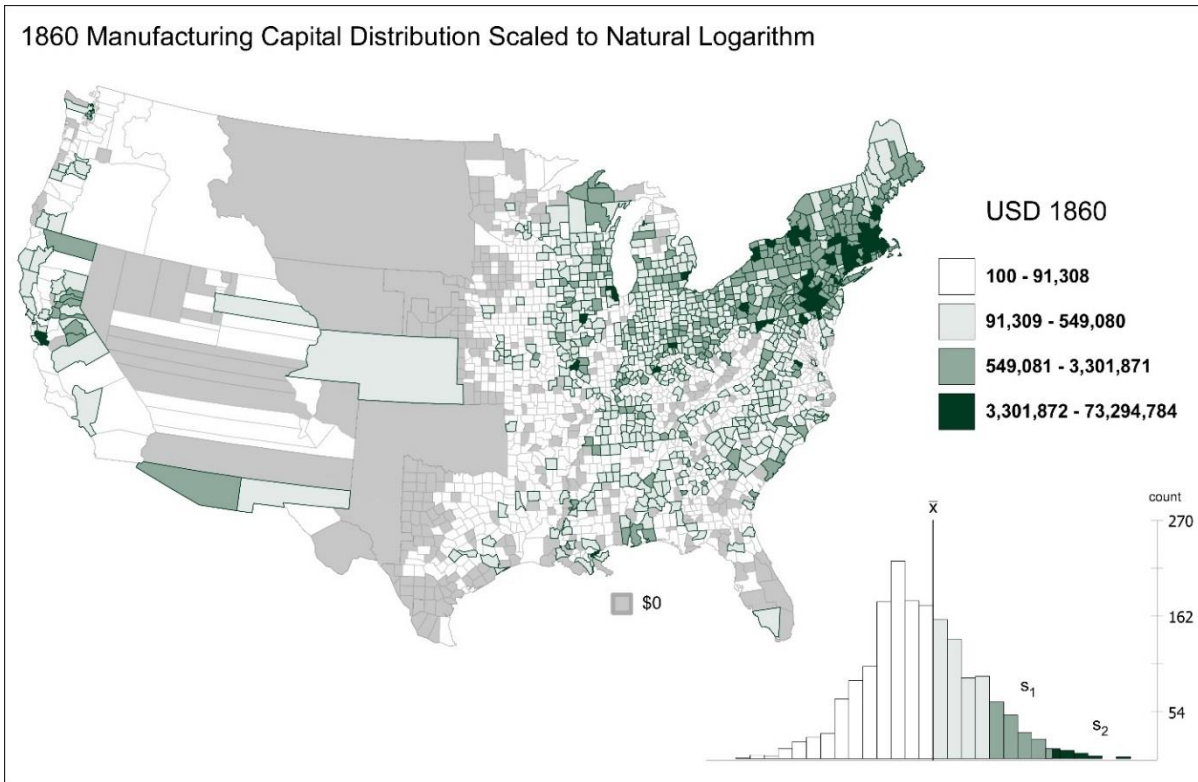 1860 Manufacturing Capital Distribution Scaled to Natural Logarithm
USD 1860
100 - 91,308
91,309 - 549,080
549,081 - 3,301,871
3,301,872 - 73,294,784
$0
x̅
count
270
162
54
s₁
s₂